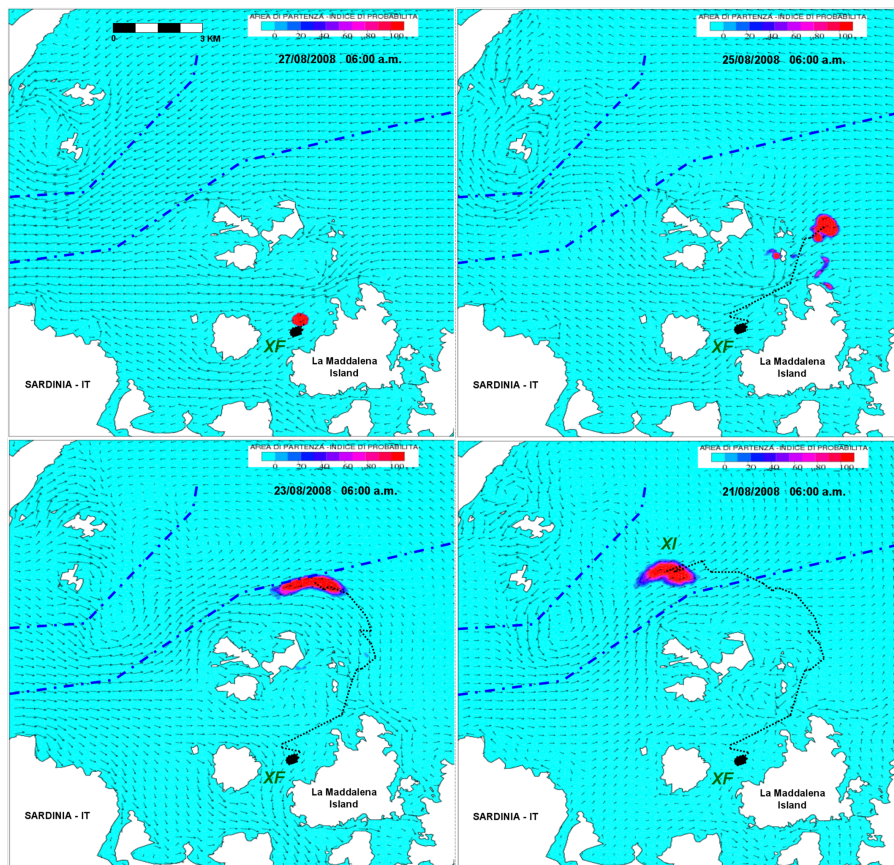 AREA DI PARTENZA -INDICE DI PROBABILITA
0 20 40 60 80 100
0 3 KM
27/08/2008 06:00 a.m.
XF
La Maddalena
Island
SARDINIA - IT
AREA DI PARTENZA -INDICE DI PROBABILITA
0 20 40 60 80 100
25/08/2008 06:00 a.m.
XF
La Maddalena
Island
SARDINIA - IT
AREA DI PARTENZA -INDICE DI PROBABILITA
0 20 40 60 80 100
23/08/2008 06:00 a.m.
XF
La Maddalena
Island
SARDINIA - IT
AREA DI PARTENZA -INDICE DI PROBABILITA
0 20 40 60 80 100
21/08/2008 06:00 a.m.
XI
XF
La Maddalena
Island
SARDINIA - IT